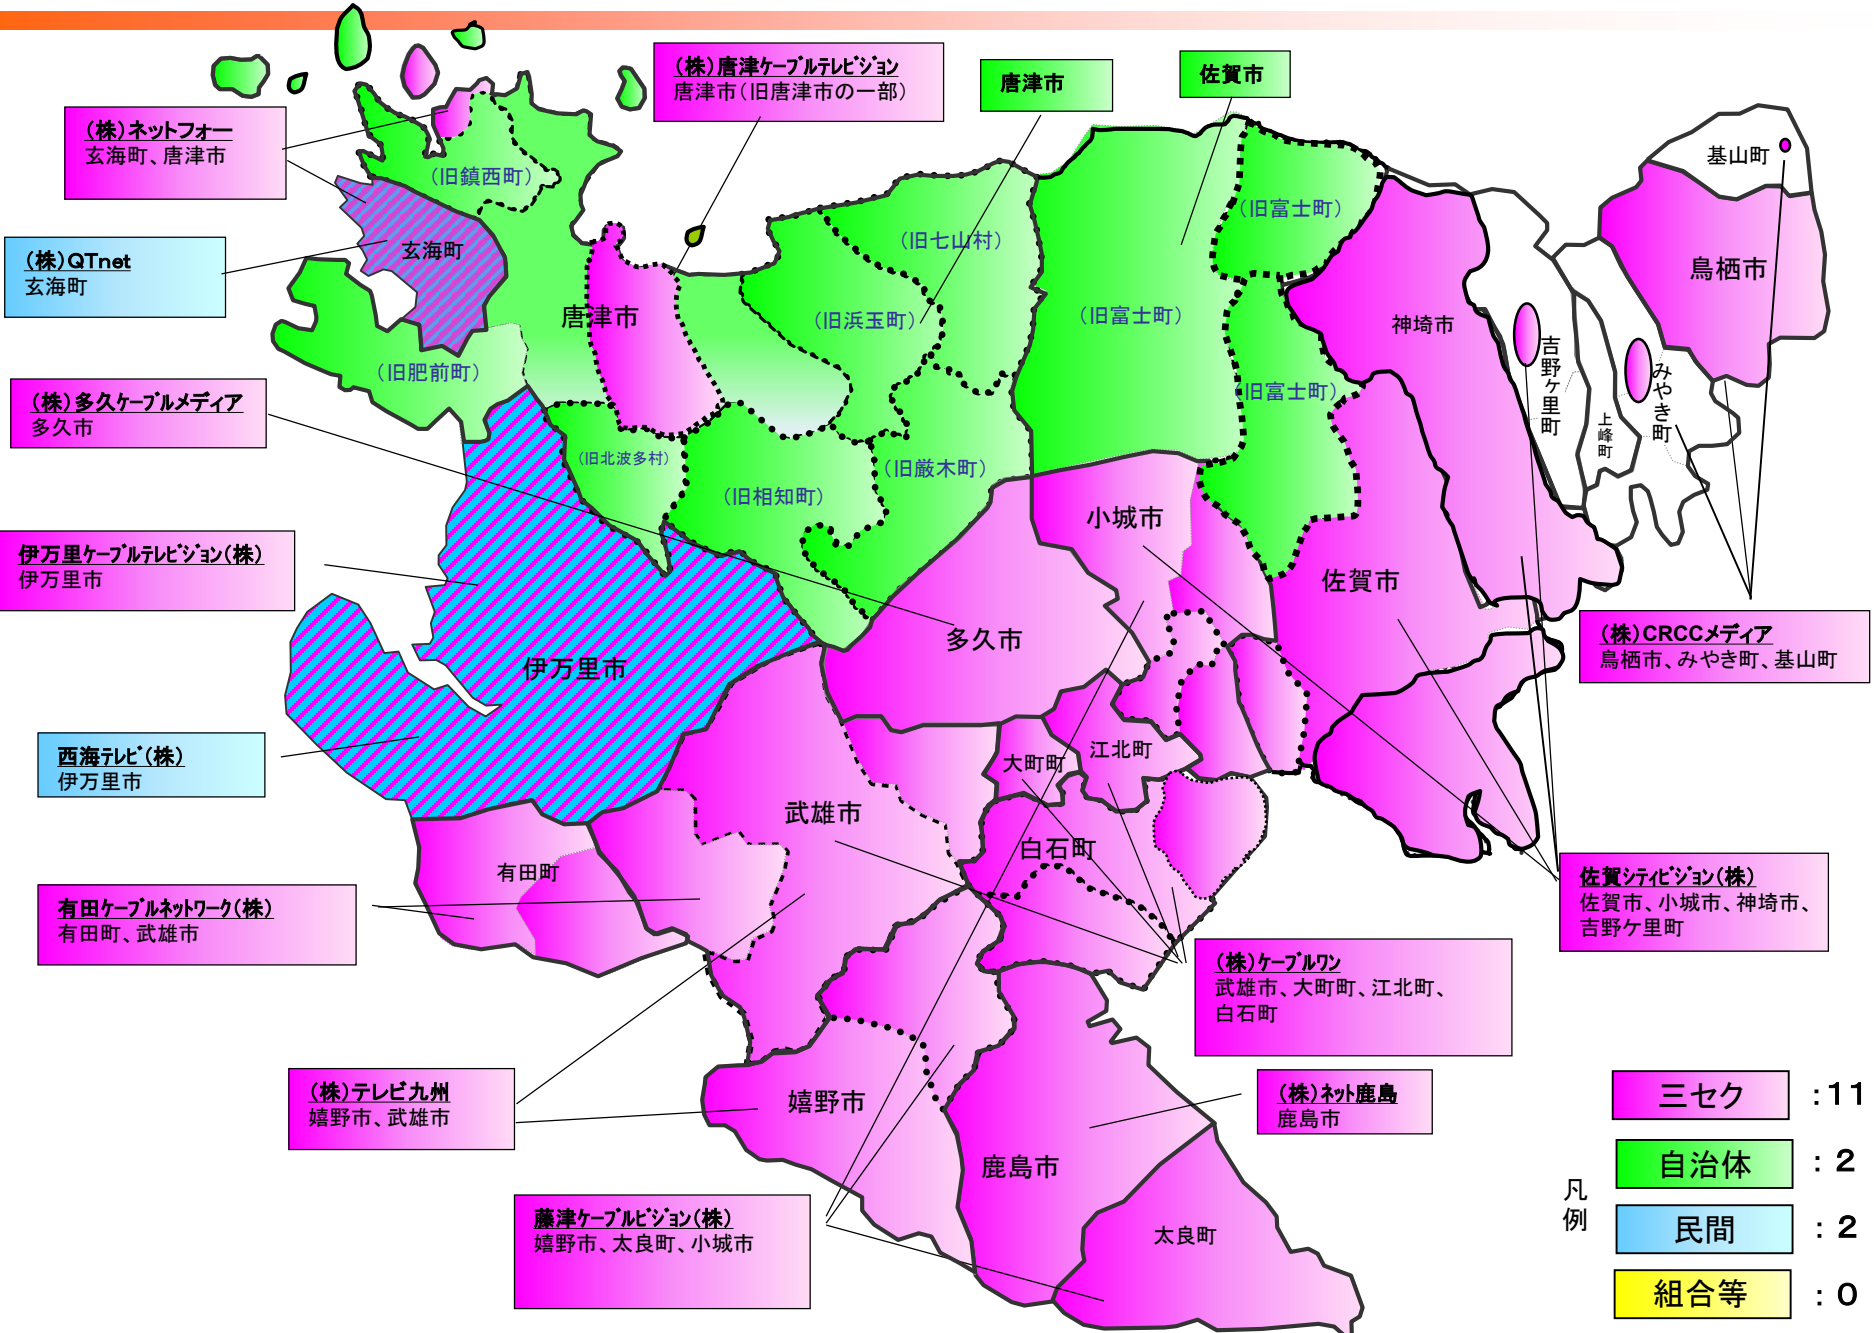 (株)唐津ケーブルテレビジョン
唐津市(旧唐津市の一部)
唐津市
佐賀市
(株)ネットフォー
玄海町、唐津市
(株)QTnet
玄海町
(株)多久ケーブルメディア
多久市
伊万里ケーブルテレビジョン(株)
伊万里市
西海テレビ(株)
伊万里市
有田ケーブルネットワーク(株)
有田町、武雄市
(株)テレビ九州
嬉野市、武雄市
藤津ケーブルビジョン(株)
嬉野市、太良町、小城市
(株)ネット鹿島
鹿島市
(株)ケーブルワン
武雄市、大町町、江北町、
白石町
佐賀シティビジョン(株)
佐賀市、小城市、神埼市、
吉野ケ里町
(株)CRCCメディア
鳥栖市、みやき町、基山町
(旧鎮西町)
玄海町
(旧肥前町)
唐津市
(旧七山村)
(旧浜玉町)
(旧北波多村)
(旧相知町)
(旧厳木町)
(旧富士町)
(旧富士町)
(旧富士町)
神埼市
吉野ヶ里町
上峰町
みやき町
基山町
鳥栖市
小城市
佐賀市
多久市
伊万里市
有田町
武雄市
大町町
江北町
白石町
嬉野市
鹿島市
太良町
凡例
三セク :11
自治体 :2
民間 :2
組合等 :0